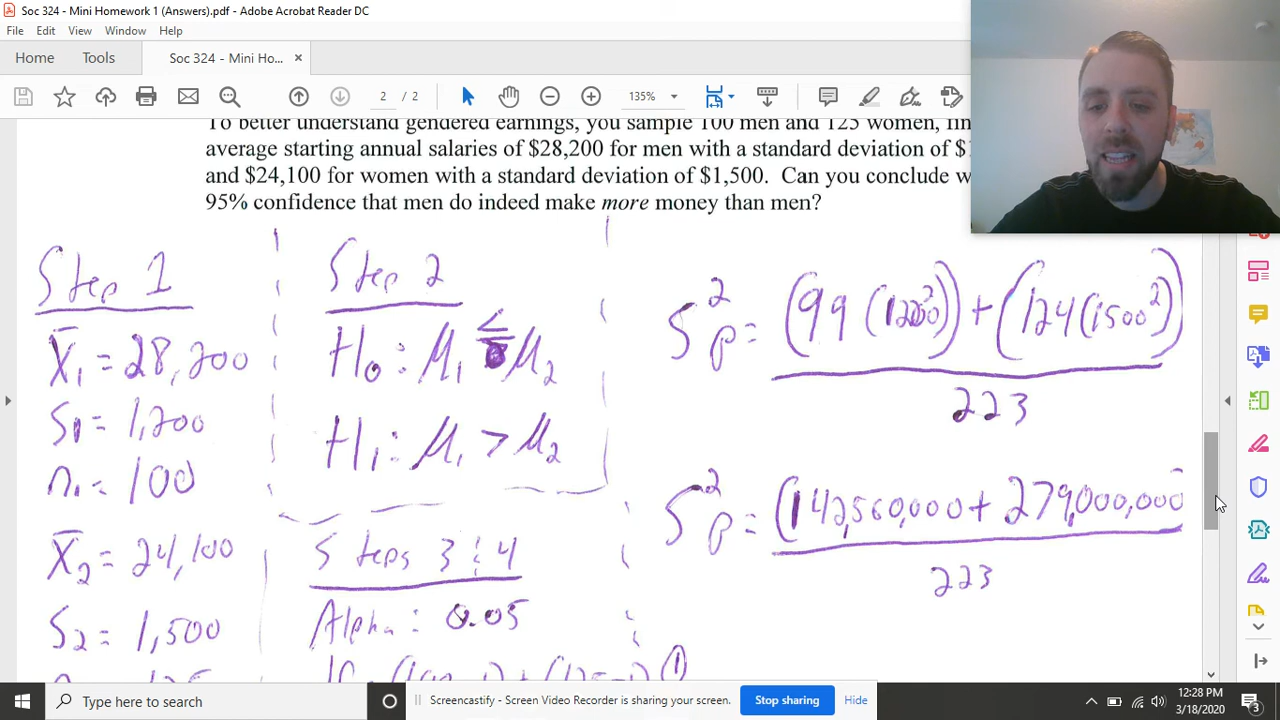 Soc 324 - Mini Homework 1 (Answers).pdf - Adobe Acrobat Reader DC
File Edit View Window Help
Home Tools Soc 324 - Mini Ho... ×
2 / 2 135%
To better understand gendered earnings, you sample 100 men and 125 women, fin
average starting annual salaries of $28,200 for men with a standard deviation of $
and $24,100 for women with a standard deviation of $1,500. Can you conclude w
95% confidence that men do indeed make more money than men?
Step 1
X̄₁ = 28,200
S₁ = 1,200
n₁ = 100
X̄₂ = 24,100
S₂ = 1,500
Step 2
H₀: μ₁ ≤ μ₂
H₁: μ₁ > μ₂
Steps 3 & 4
Alpha: 0.05
S²p = (99(1200²)) + (124(1500²))
223
S²p = (142,560,000 + 279,000,000
223
Screencastify - Screen Video Recorder is sharing your screen. Stop sharing Hide
Type here to search
12:28 PM
3/18/2020
3